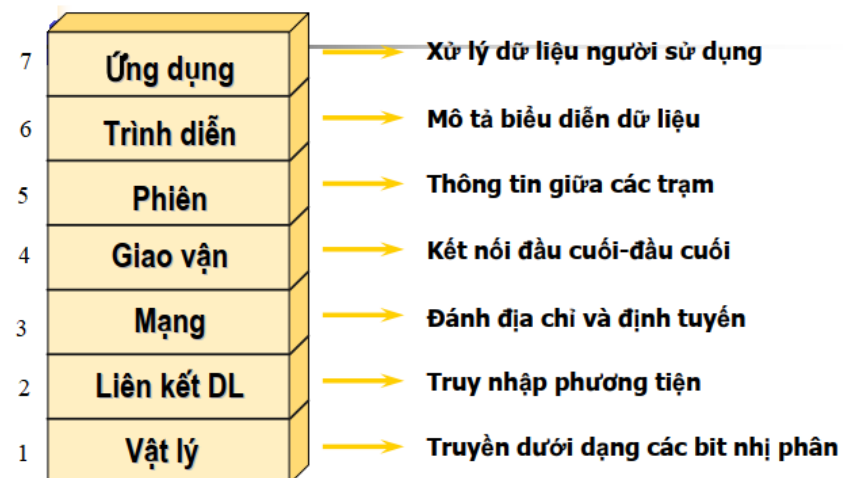 7 Ứng dụng Xử lý dữ liệu người sử dụng
6 Trình diễn Mô tả biểu diễn dữ liệu
5 Phiên Thông tin giữa các trạm
4 Giao vận Kết nối đầu cuối-đầu cuối
3 Mạng Đánh địa chỉ và định tuyến
2 Liên kết DL Truy nhập phương tiện
1 Vật lý Truyền dưới dạng các bit nhị phân